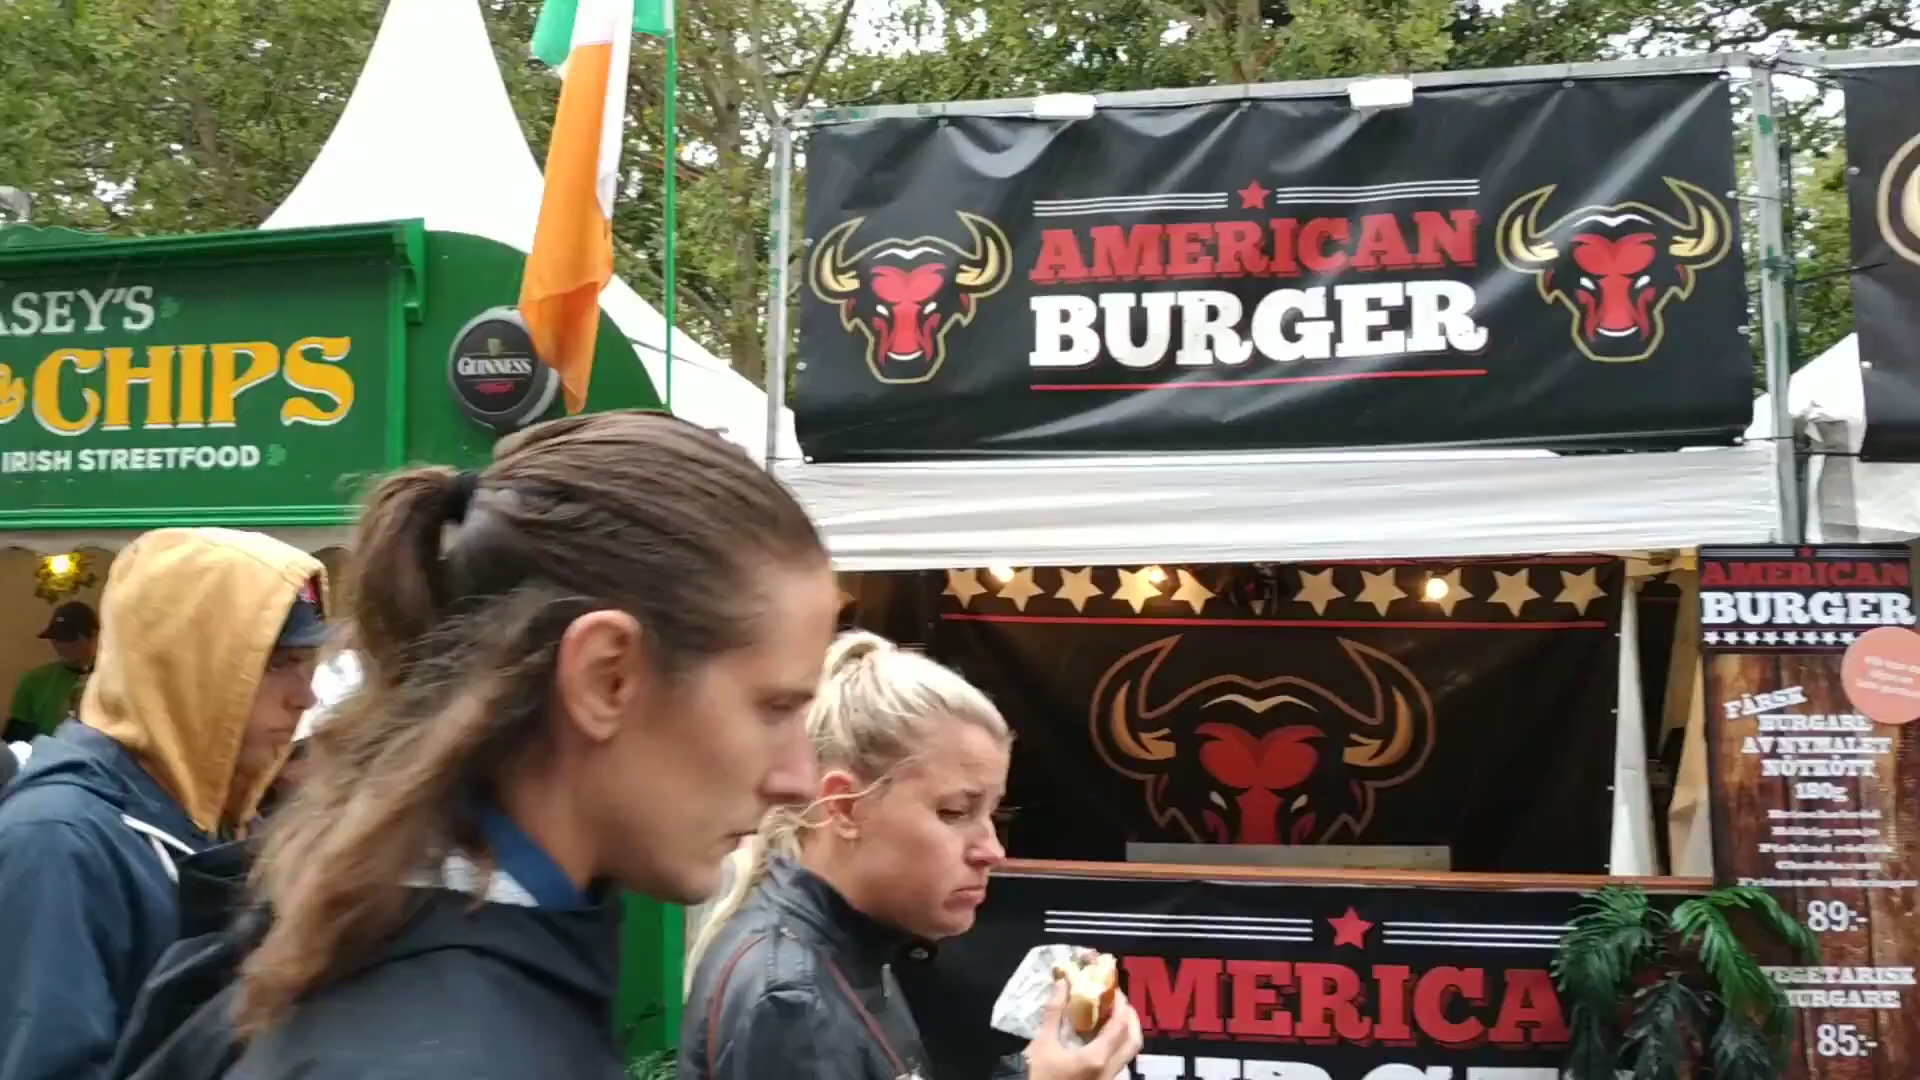 ASEY'S
& CHIPS
IRISH STREETFOOD
GUINNESS
AMERICAN
BURGER
AMERICAN
BURGER
FÄRSK
BURGARE
AV NYMALET
NÖTKÖTT
180g
89:-
VEGETARISK
BURGARE
85:-
MERICA